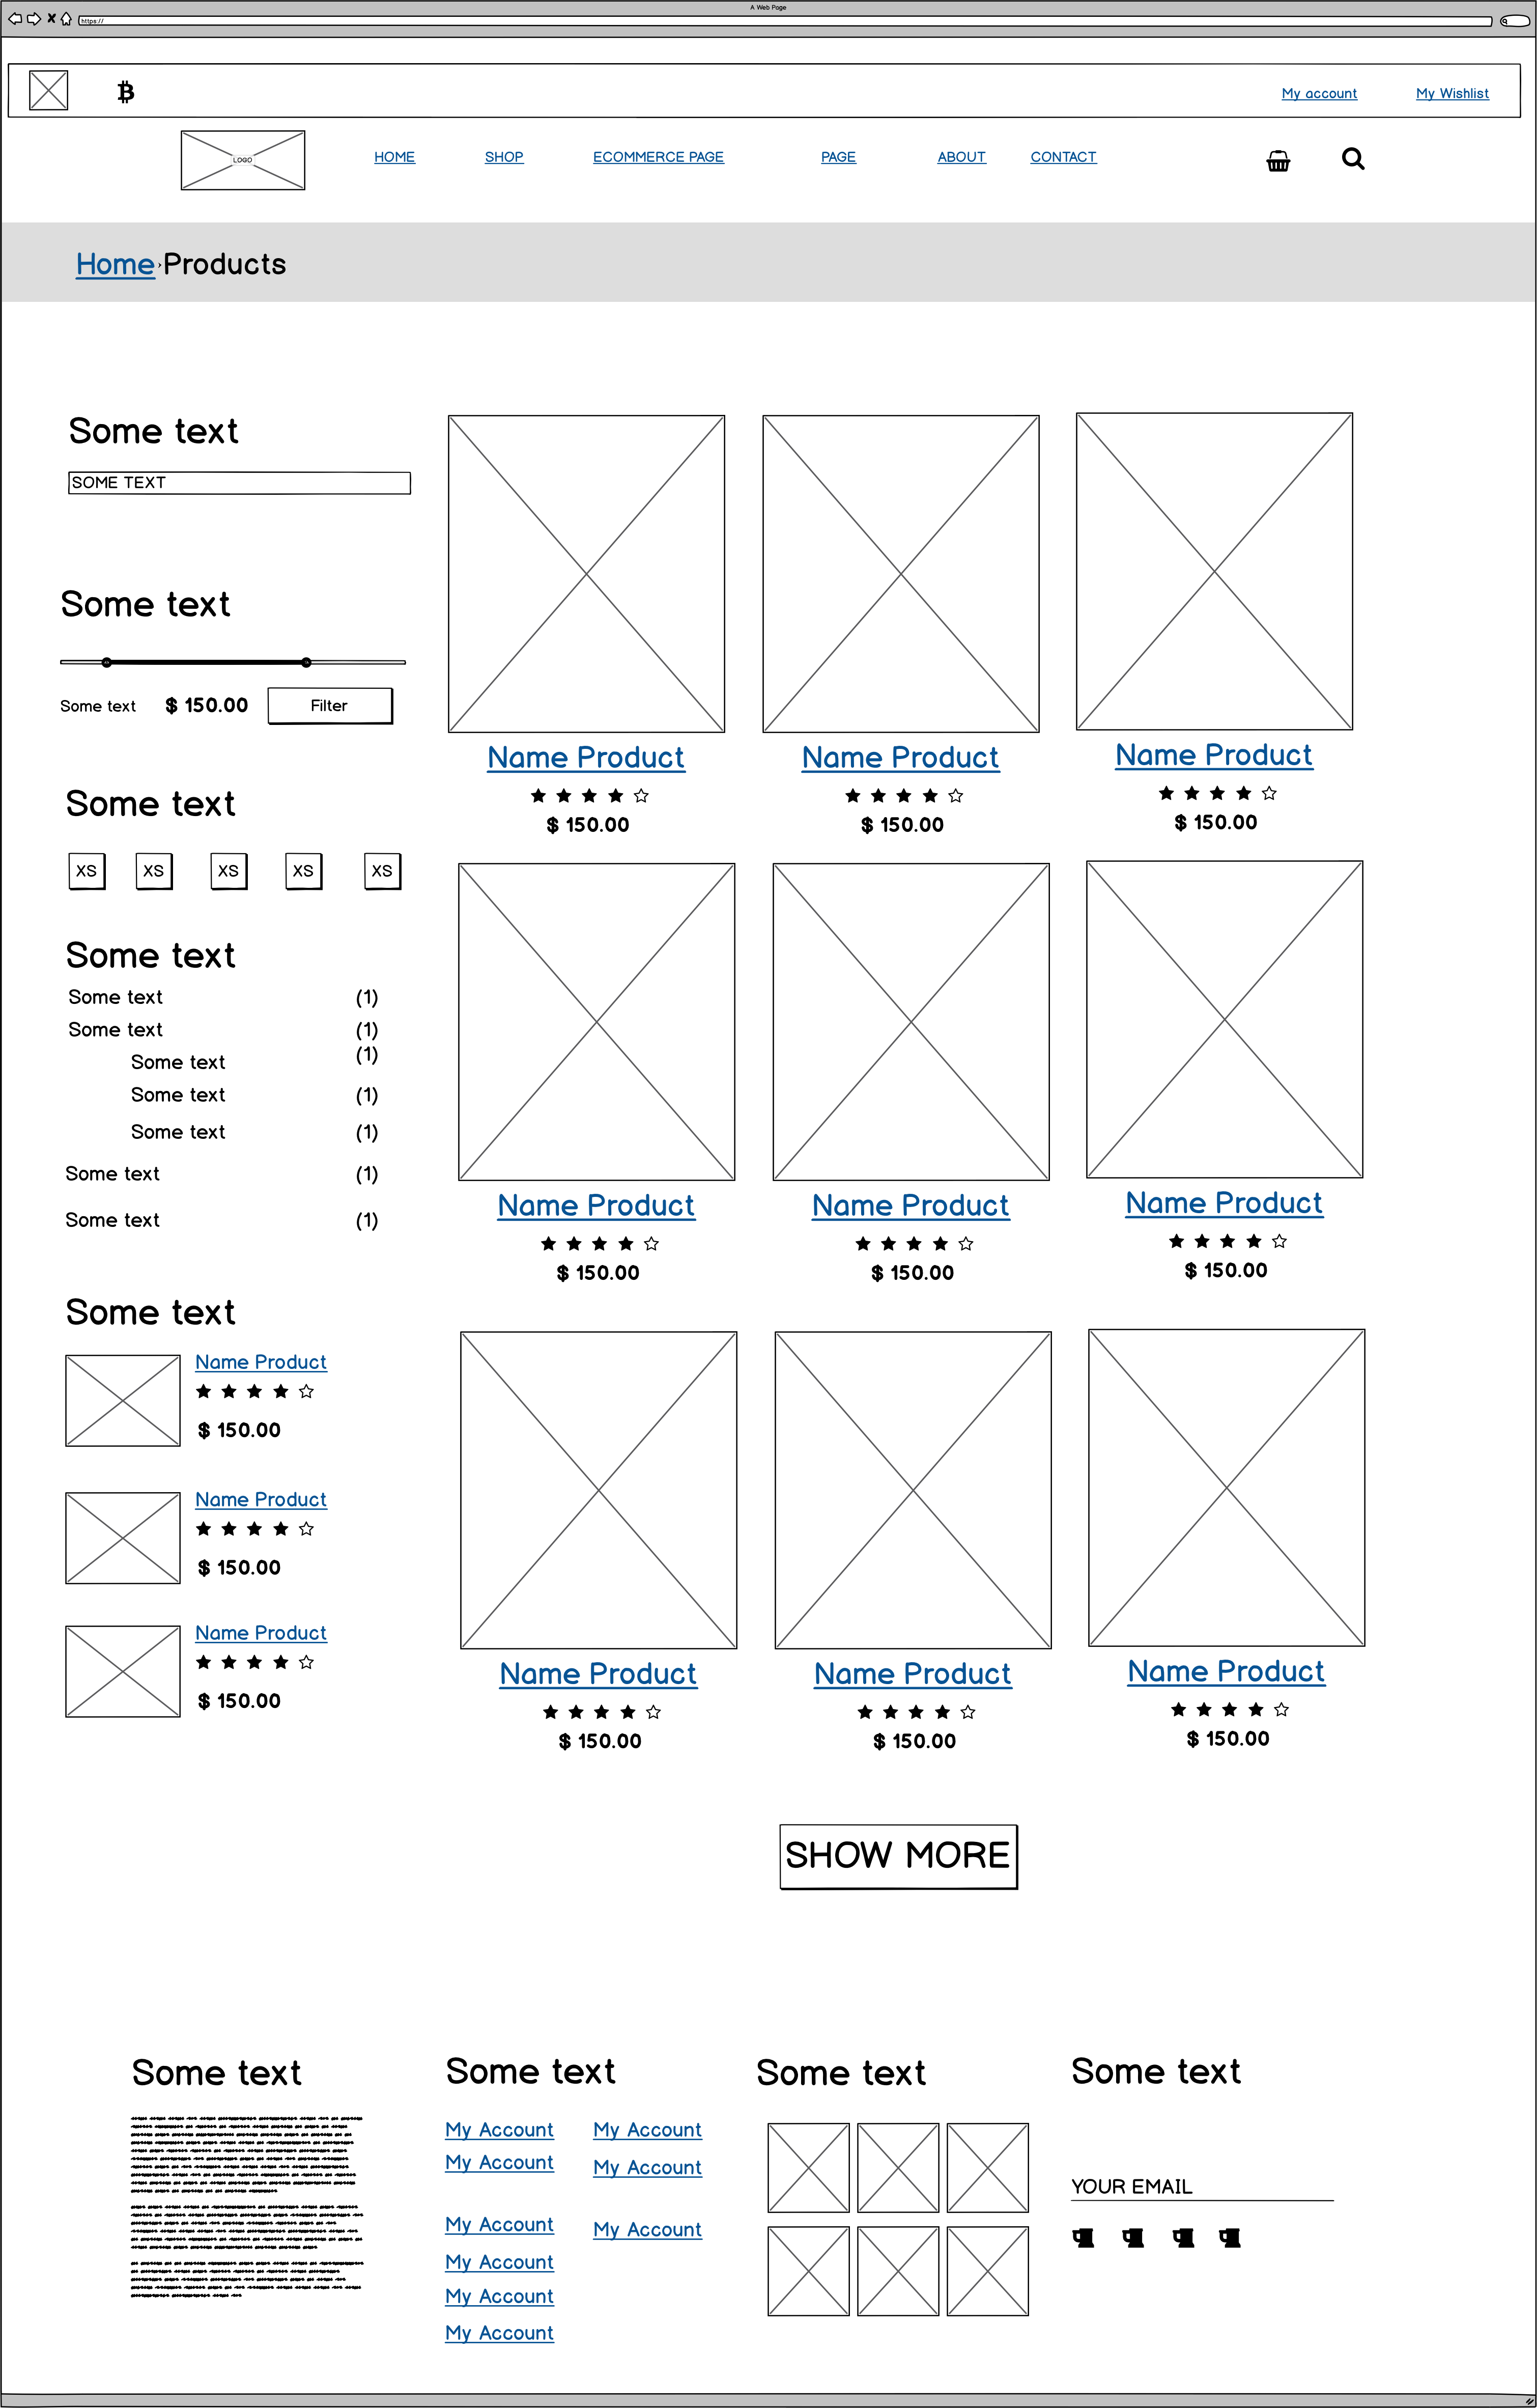 A Web Page
https://
My account
My Wishlist
LOGO
HOME
SHOP
ECOMMERCE PAGE
PAGE
ABOUT
CONTACT
Home›Products
Some text
SOME TEXT
Some text
Some text
$ 150.00
Filter
Some text
XS
XS
XS
XS
XS
Some text
Some text (1)
Some text (1)
Some text (1)
Some text (1)
Some text (1)
Some text (1)
Some text (1)
Some text
Name Product
$ 150.00
Name Product
$ 150.00
Name Product
$ 150.00
Name Product
$ 150.00
Name Product
$ 150.00
Name Product
$ 150.00
Name Product
$ 150.00
Name Product
$ 150.00
Name Product
$ 150.00
Name Product
$ 150.00
Name Product
$ 150.00
Name Product
$ 150.00
SHOW MORE
Some text
Some text
My Account
My Account
My Account
My Account
My Account
My Account
My Account
My Account
My Account
Some text
Some text
YOUR EMAIL